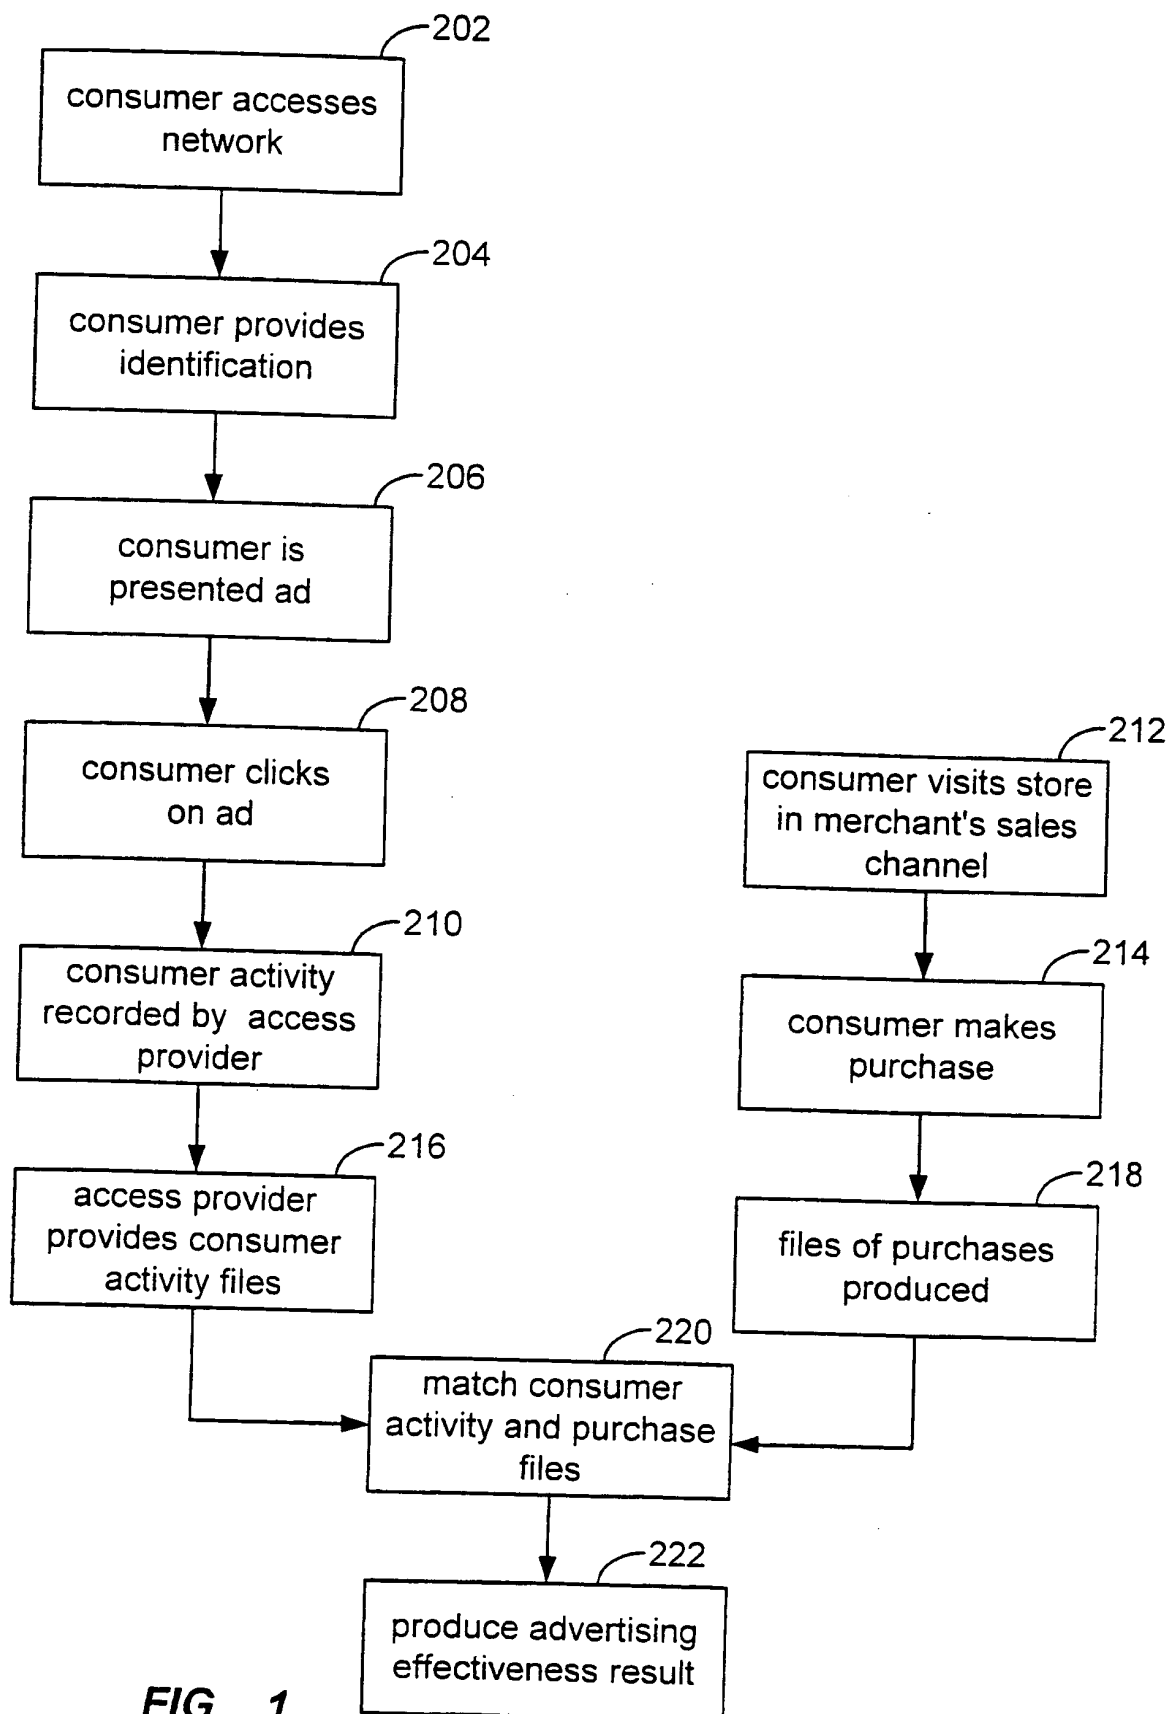 202
consumer accesses
network
204
consumer provides
identification
206
consumer is
presented ad
208
consumer clicks
on ad
210
consumer activity
recorded by access
provider
216
access provider
provides consumer
activity files
212
consumer visits store
in merchant's sales
channel
214
consumer makes
purchase
218
files of purchases
produced
220
match consumer
activity and purchase
files
222
produce advertising
effectiveness result
FIG 1